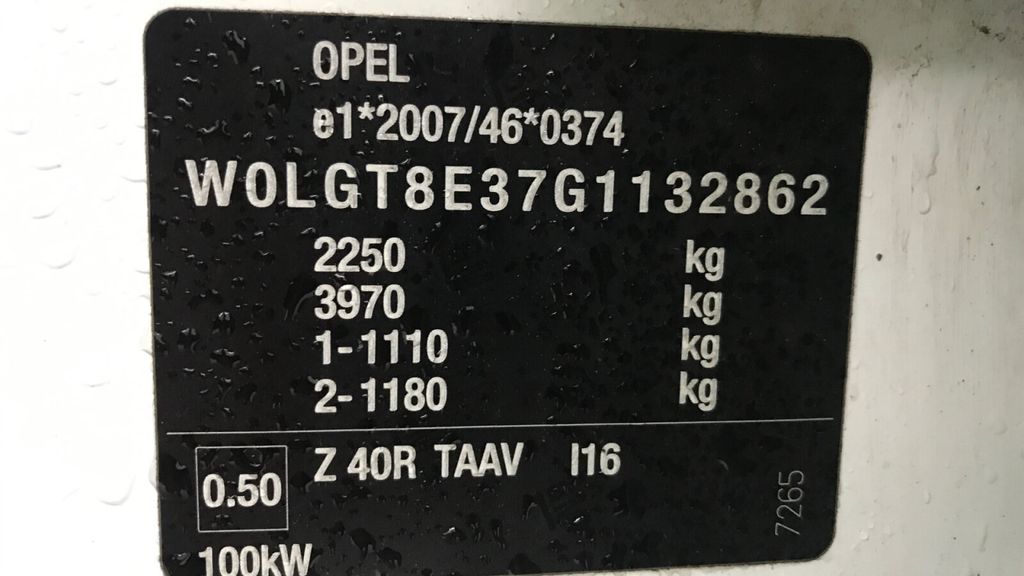 OPEL
e1*2007/46*0374
W0LGT8E37G1132862
2250 kg
3970 kg
1-1110 kg
2-1180 kg
0.50 Z 40R TAAV I16
100kW
7265